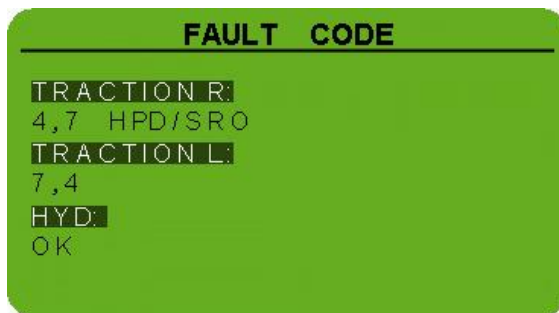 FAULT CODE
TRACTION R:
4,7 HPD/SRO
TRACTION L:
7,4
HYD:
OK